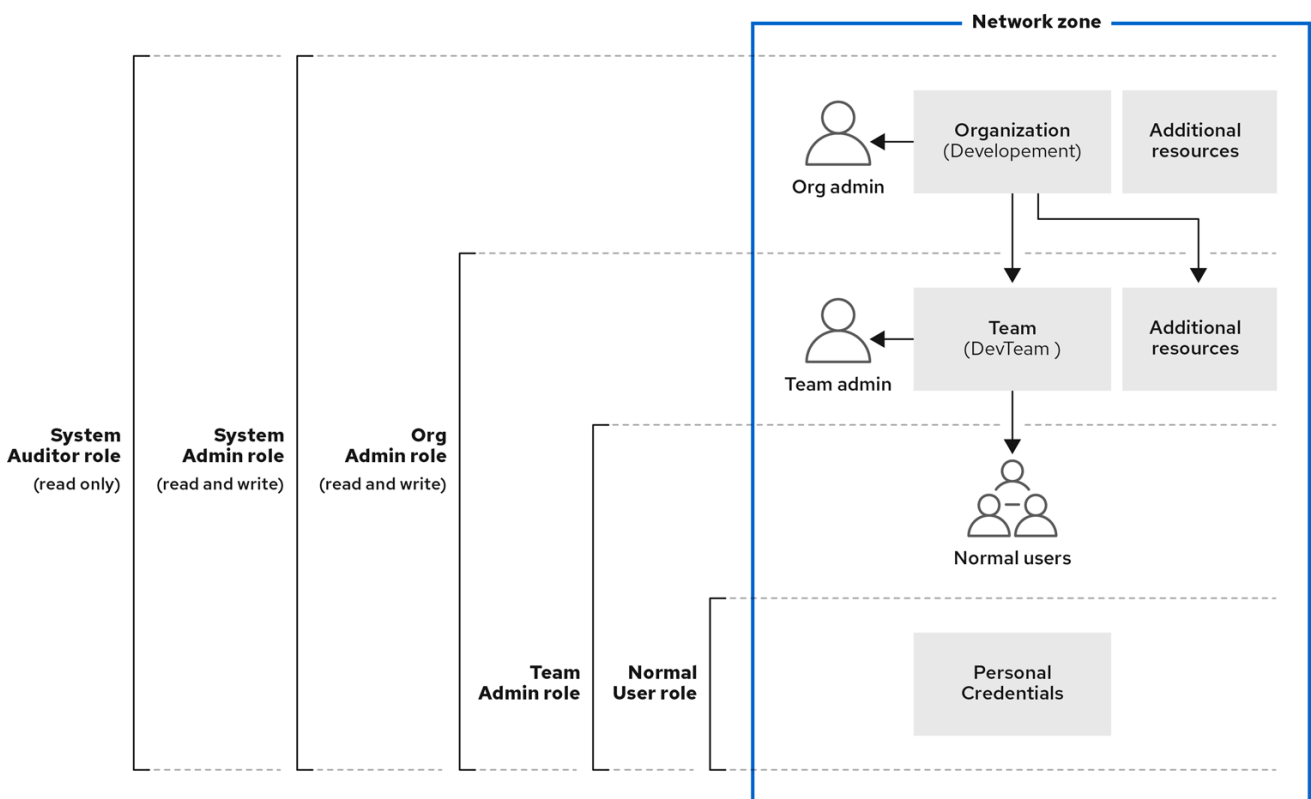 Network zone
Organization
(Developement)
Additional
resources
Org admin
Team
(DevTeam )
Additional
resources
Team admin
System
Auditor role
(read only)
System
Admin role
(read and write)
Org
Admin role
(read and write)
Normal users
Team
Admin role
Normal
User role
Personal
Credentials